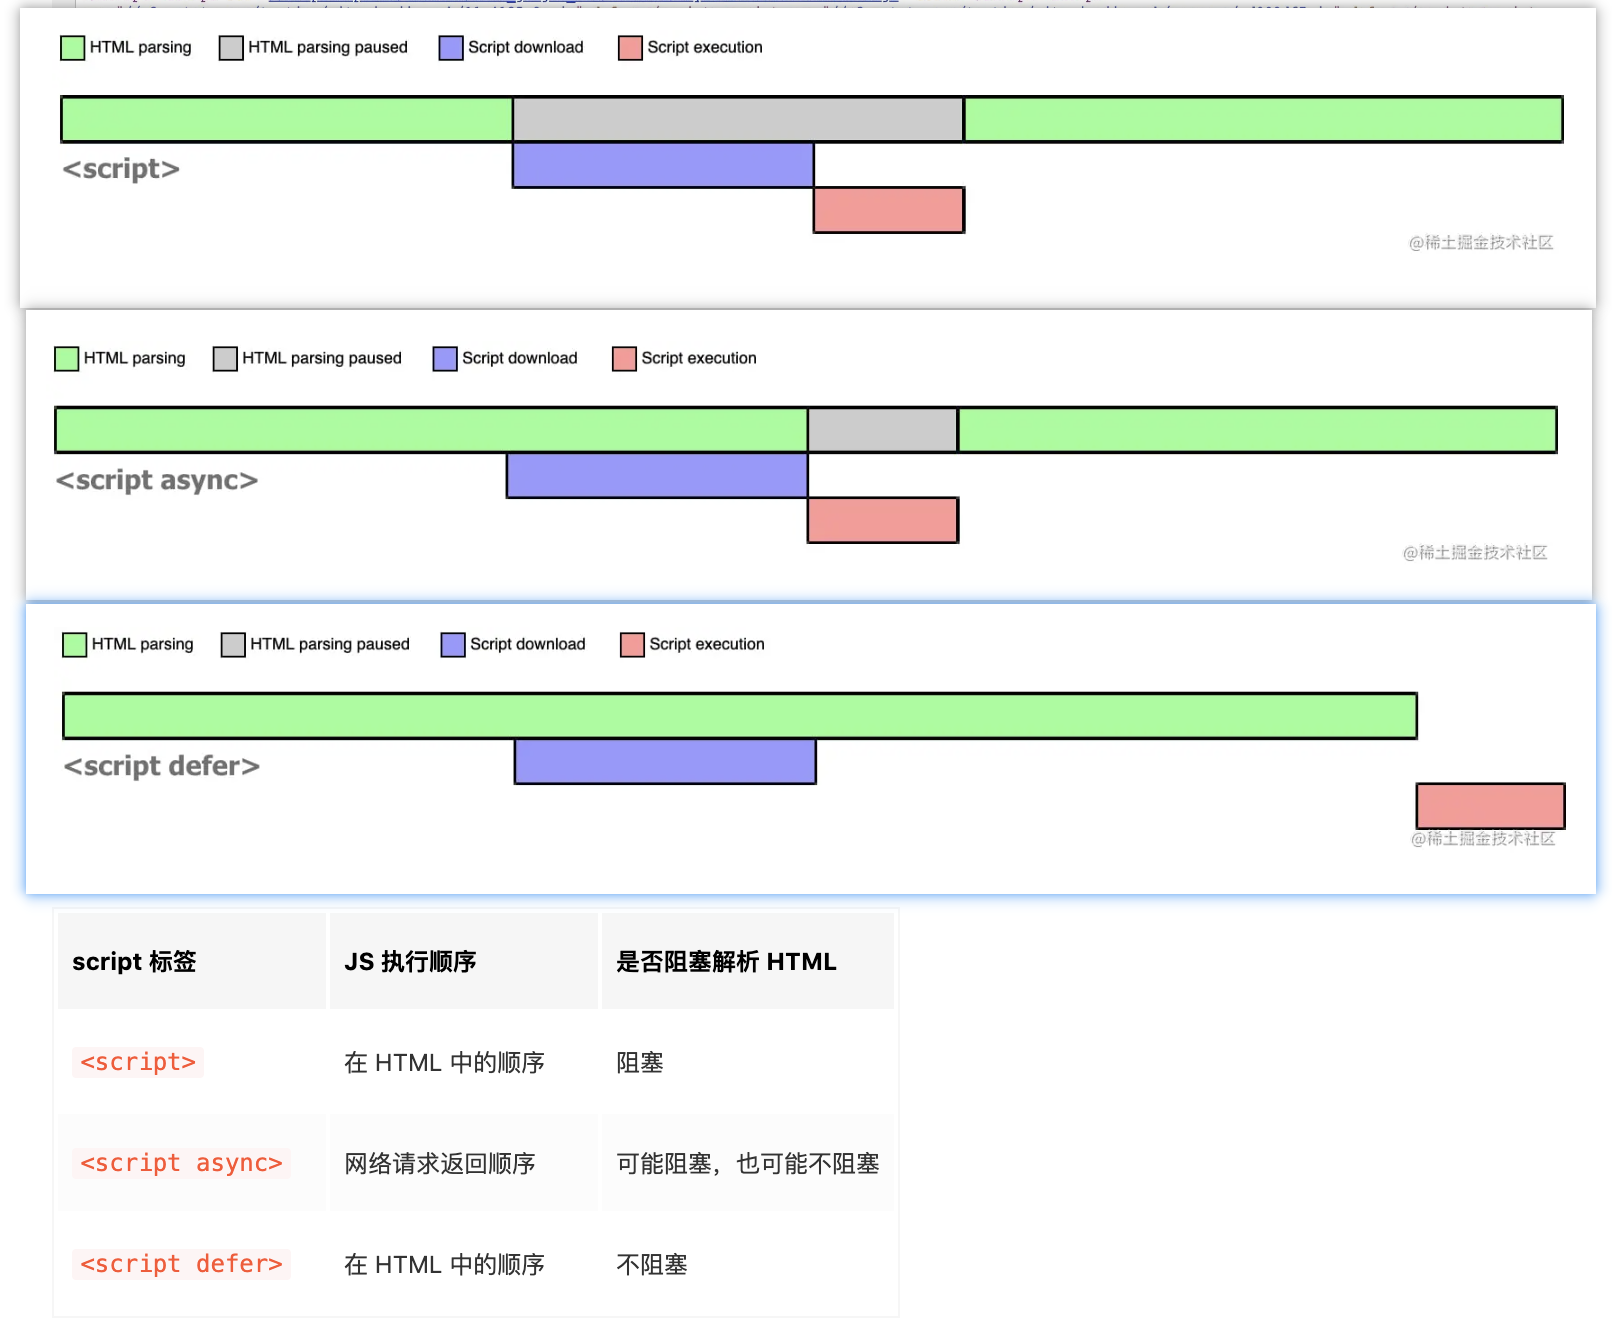 HTML parsing HTML parsing paused Script download Script execution
<script>
@稀土掘金技术社区
HTML parsing HTML parsing paused Script download Script execution
<script async>
@稀土掘金技术社区
HTML parsing HTML parsing paused Script download Script execution
<script defer>
@稀土掘金技术社区
script 标签 JS 执行顺序 是否阻塞解析 HTML
<script> 在 HTML 中的顺序 阻塞
<script async> 网络请求返回顺序 可能阻塞，也可能不阻塞
<script defer> 在 HTML 中的顺序 不阻塞